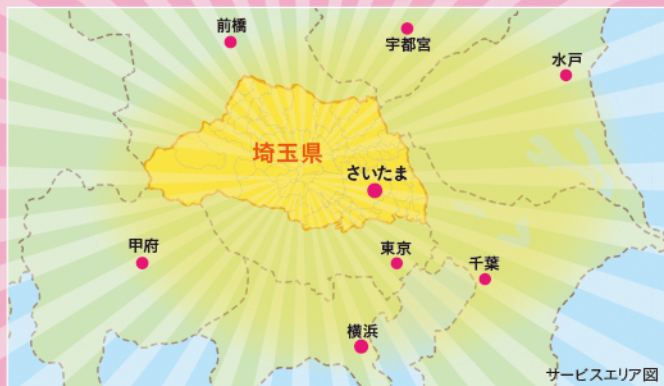 前橋
宇都宮
水戸
埼玉県
さいたま
甲府
東京
千葉
横浜
サービスエリア図